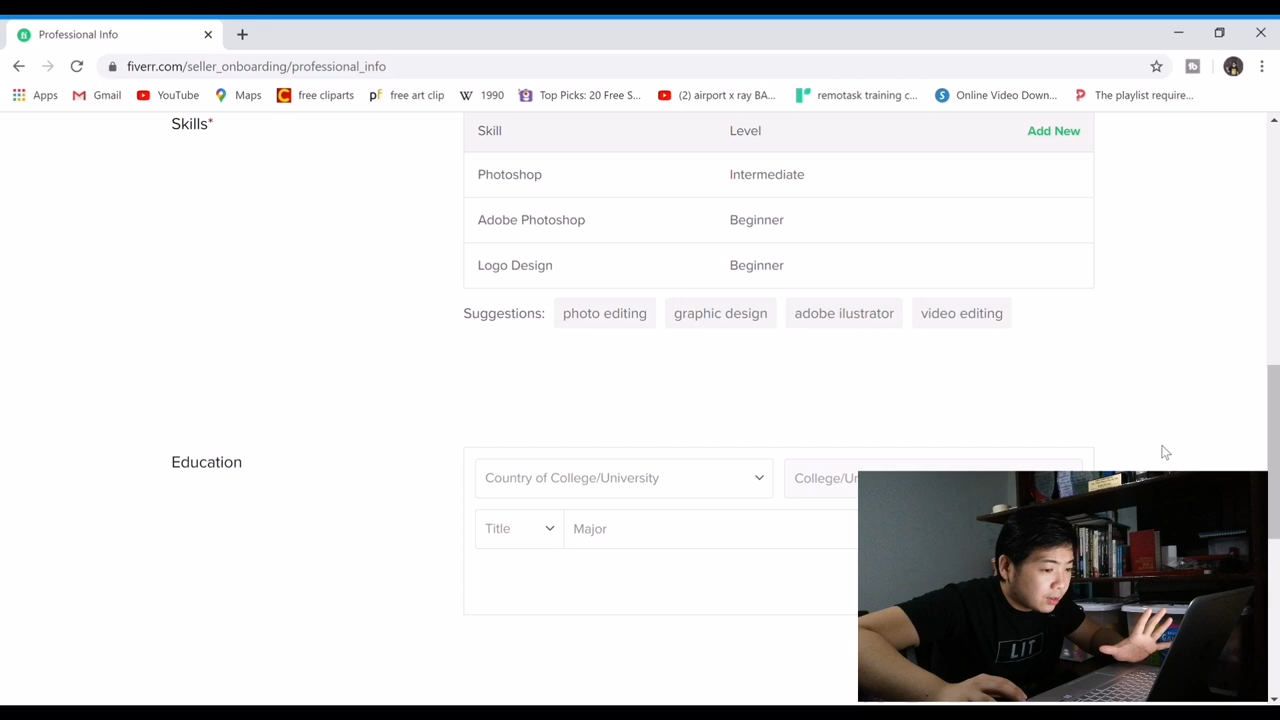 Professional Info
fiverr.com/seller_onboarding/professional_info
Apps Gmail YouTube Maps free cliparts free art clip 1990 Top Picks: 20 Free S... (2) airport x ray BA... remotask training c... Online Video Down... The playlist require...
Skills*
Skill Level Add New
Photoshop Intermediate
Adobe Photoshop Beginner
Logo Design Beginner
Suggestions: photo editing graphic design adobe ilustrator video editing
Education
Country of College/University College/Un
Title Major
LIT